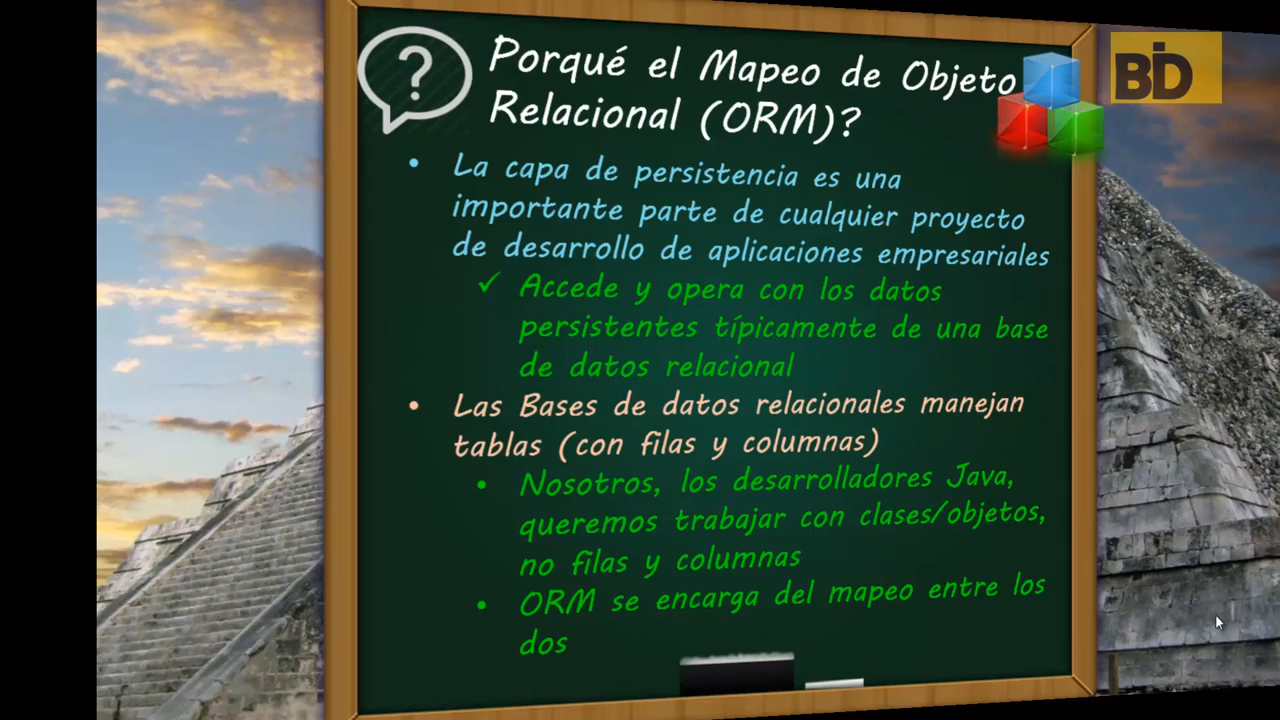 Porqué el Mapeo de Objeto
Relacional (ORM)?
BID
• La capa de persistencia es una
importante parte de cualquier proyecto
de desarrollo de aplicaciones empresariales
✓ Accede y opera con los datos
persistentes típicamente de una base
de datos relacional
• Las Bases de datos relacionales manejan
tablas (con filas y columnas)
• Nosotros, los desarrolladores Java,
queremos trabajar con clases/objetos,
no filas y columnas
• ORM se encarga del mapeo entre los
dos